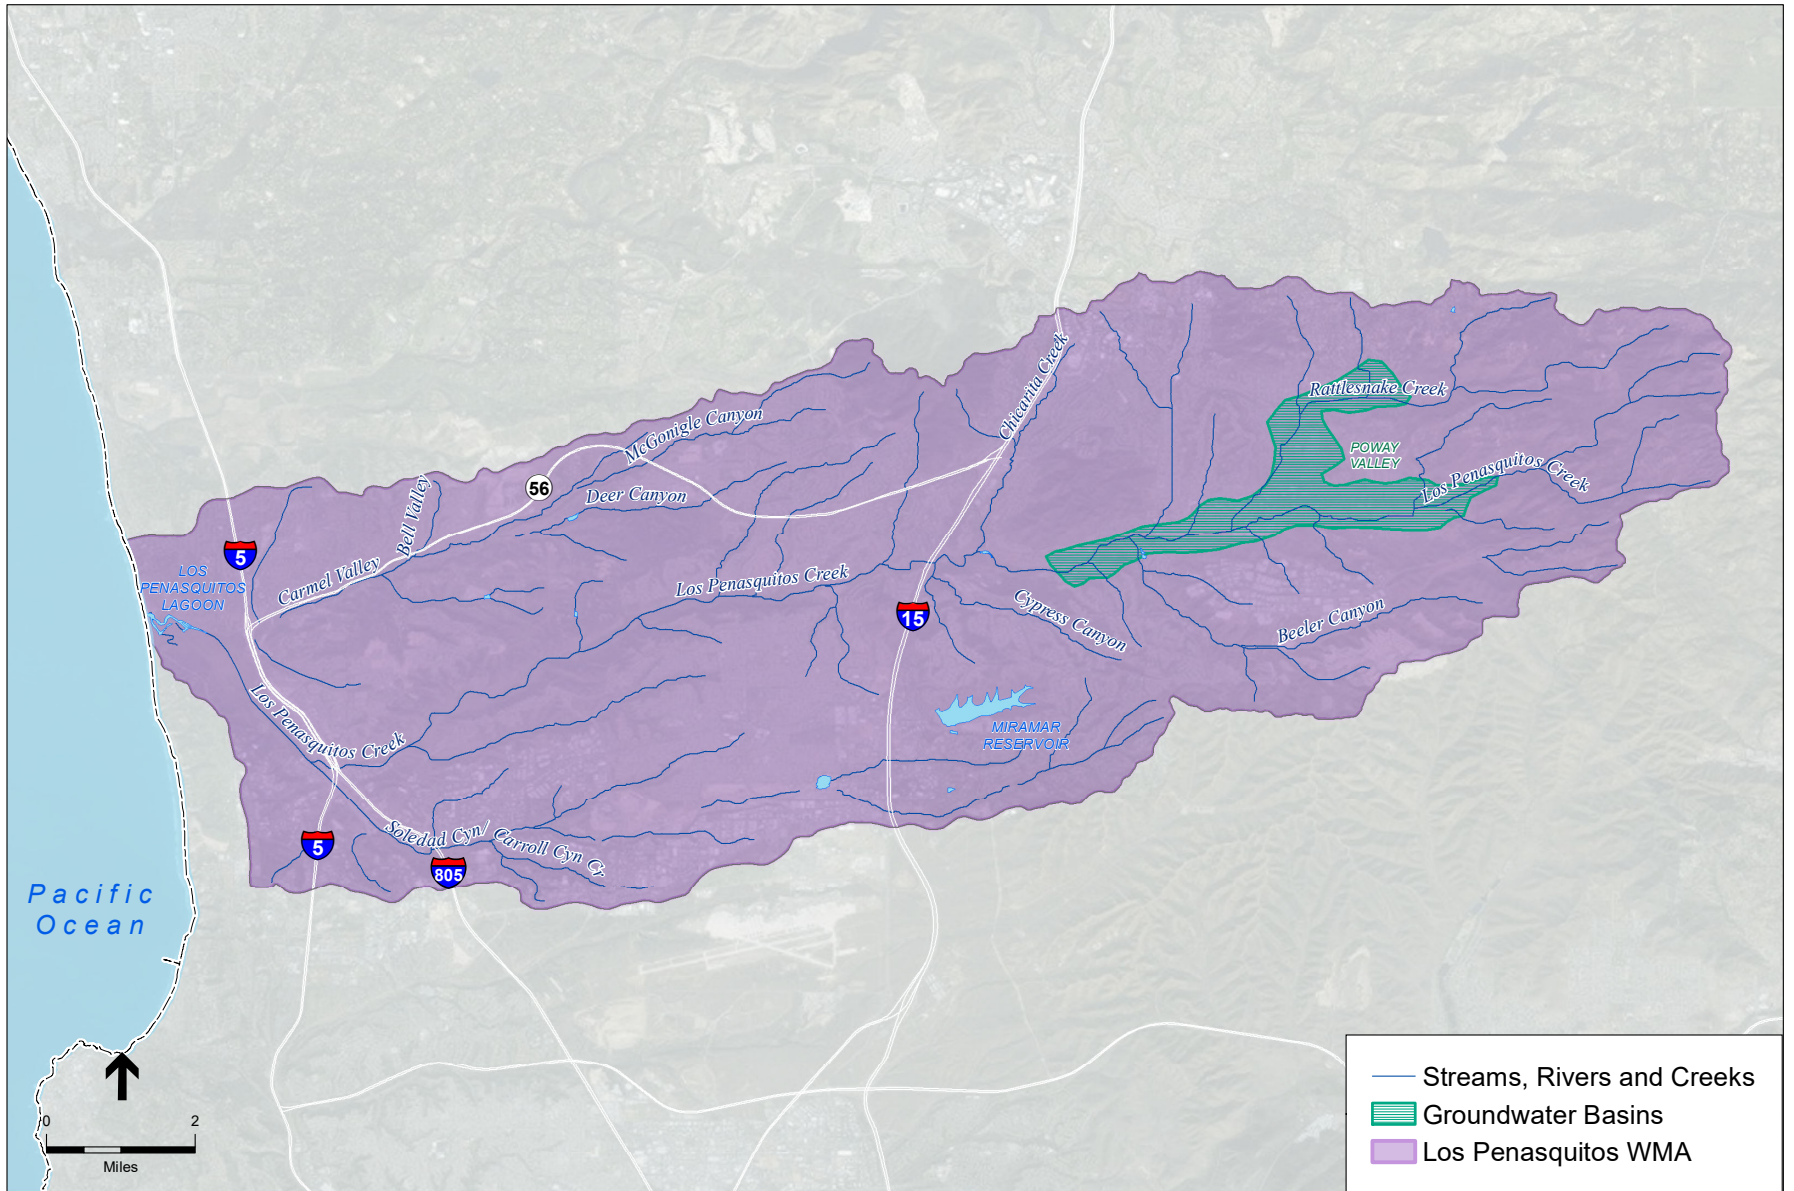 Chicarita Creek
Rattlesnake Creek
McGonigle Canyon
POWAY
VALLEY
Los Penasquitos Creek
56
Bell Valley
Deer Canyon
5
LOS
PENASQUITOS
LAGOON
Carmel Valley
Los Penasquitos Creek
15
Cypress Canyon
Beeler Canyon
Los Penasquitos Creek
MIRAMAR
RESERVOIR
5
Soledad Cyn/ Carroll Cyn Cr.
805
Pacific
Ocean
0 2
Miles
Streams, Rivers and Creeks
Groundwater Basins
Los Penasquitos WMA